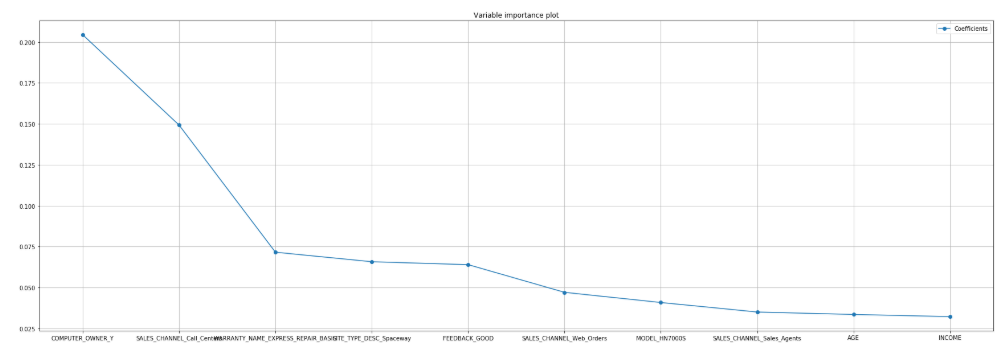 Variable importance plot
Coefficients
0.200
0.175
0.150
0.125
0.100
0.075
0.050
0.025
COMPUTER_OWNER_Y SALES_CHANNEL_Call_Centers WARRANTY_NAME_EXPRESS_REPAIR_BASIC SITE_TYPE_DESC_Spaceway FEEDBACK_GOOD SALES_CHANNEL_Web_Orders MODEL_HN7000S SALES_CHANNEL_Sales_Agents AGE INCOME